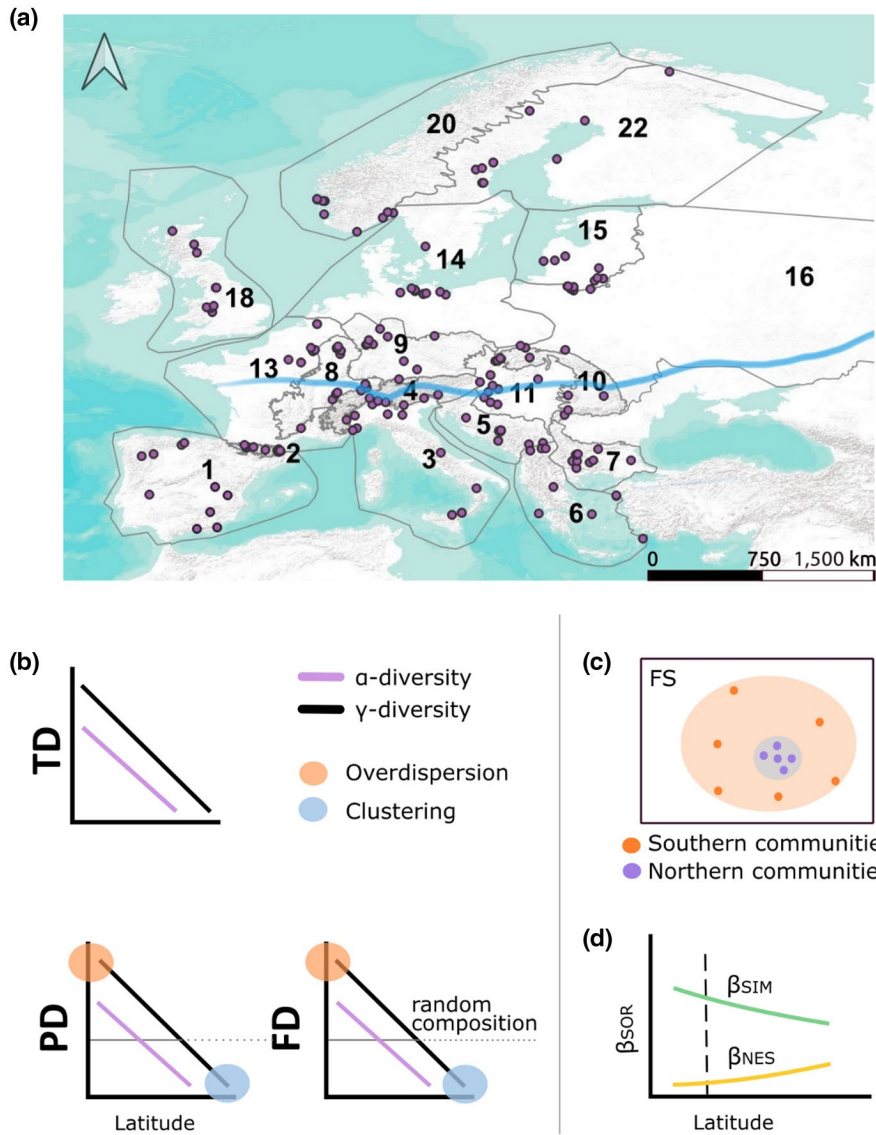 (a)
20
22
15
14
16
18
9
13
8
4
11
10
5
2
3
7
1
6
0 750 1,500 km
(b)
TD
α-diversity
γ-diversity
Overdispersion
Clustering
PD
Latitude
FD
random
composition
Latitude
(c)
FS
Southern communitie
Northern communitie
(d)
βSOR
βSIM
βNES
Latitude